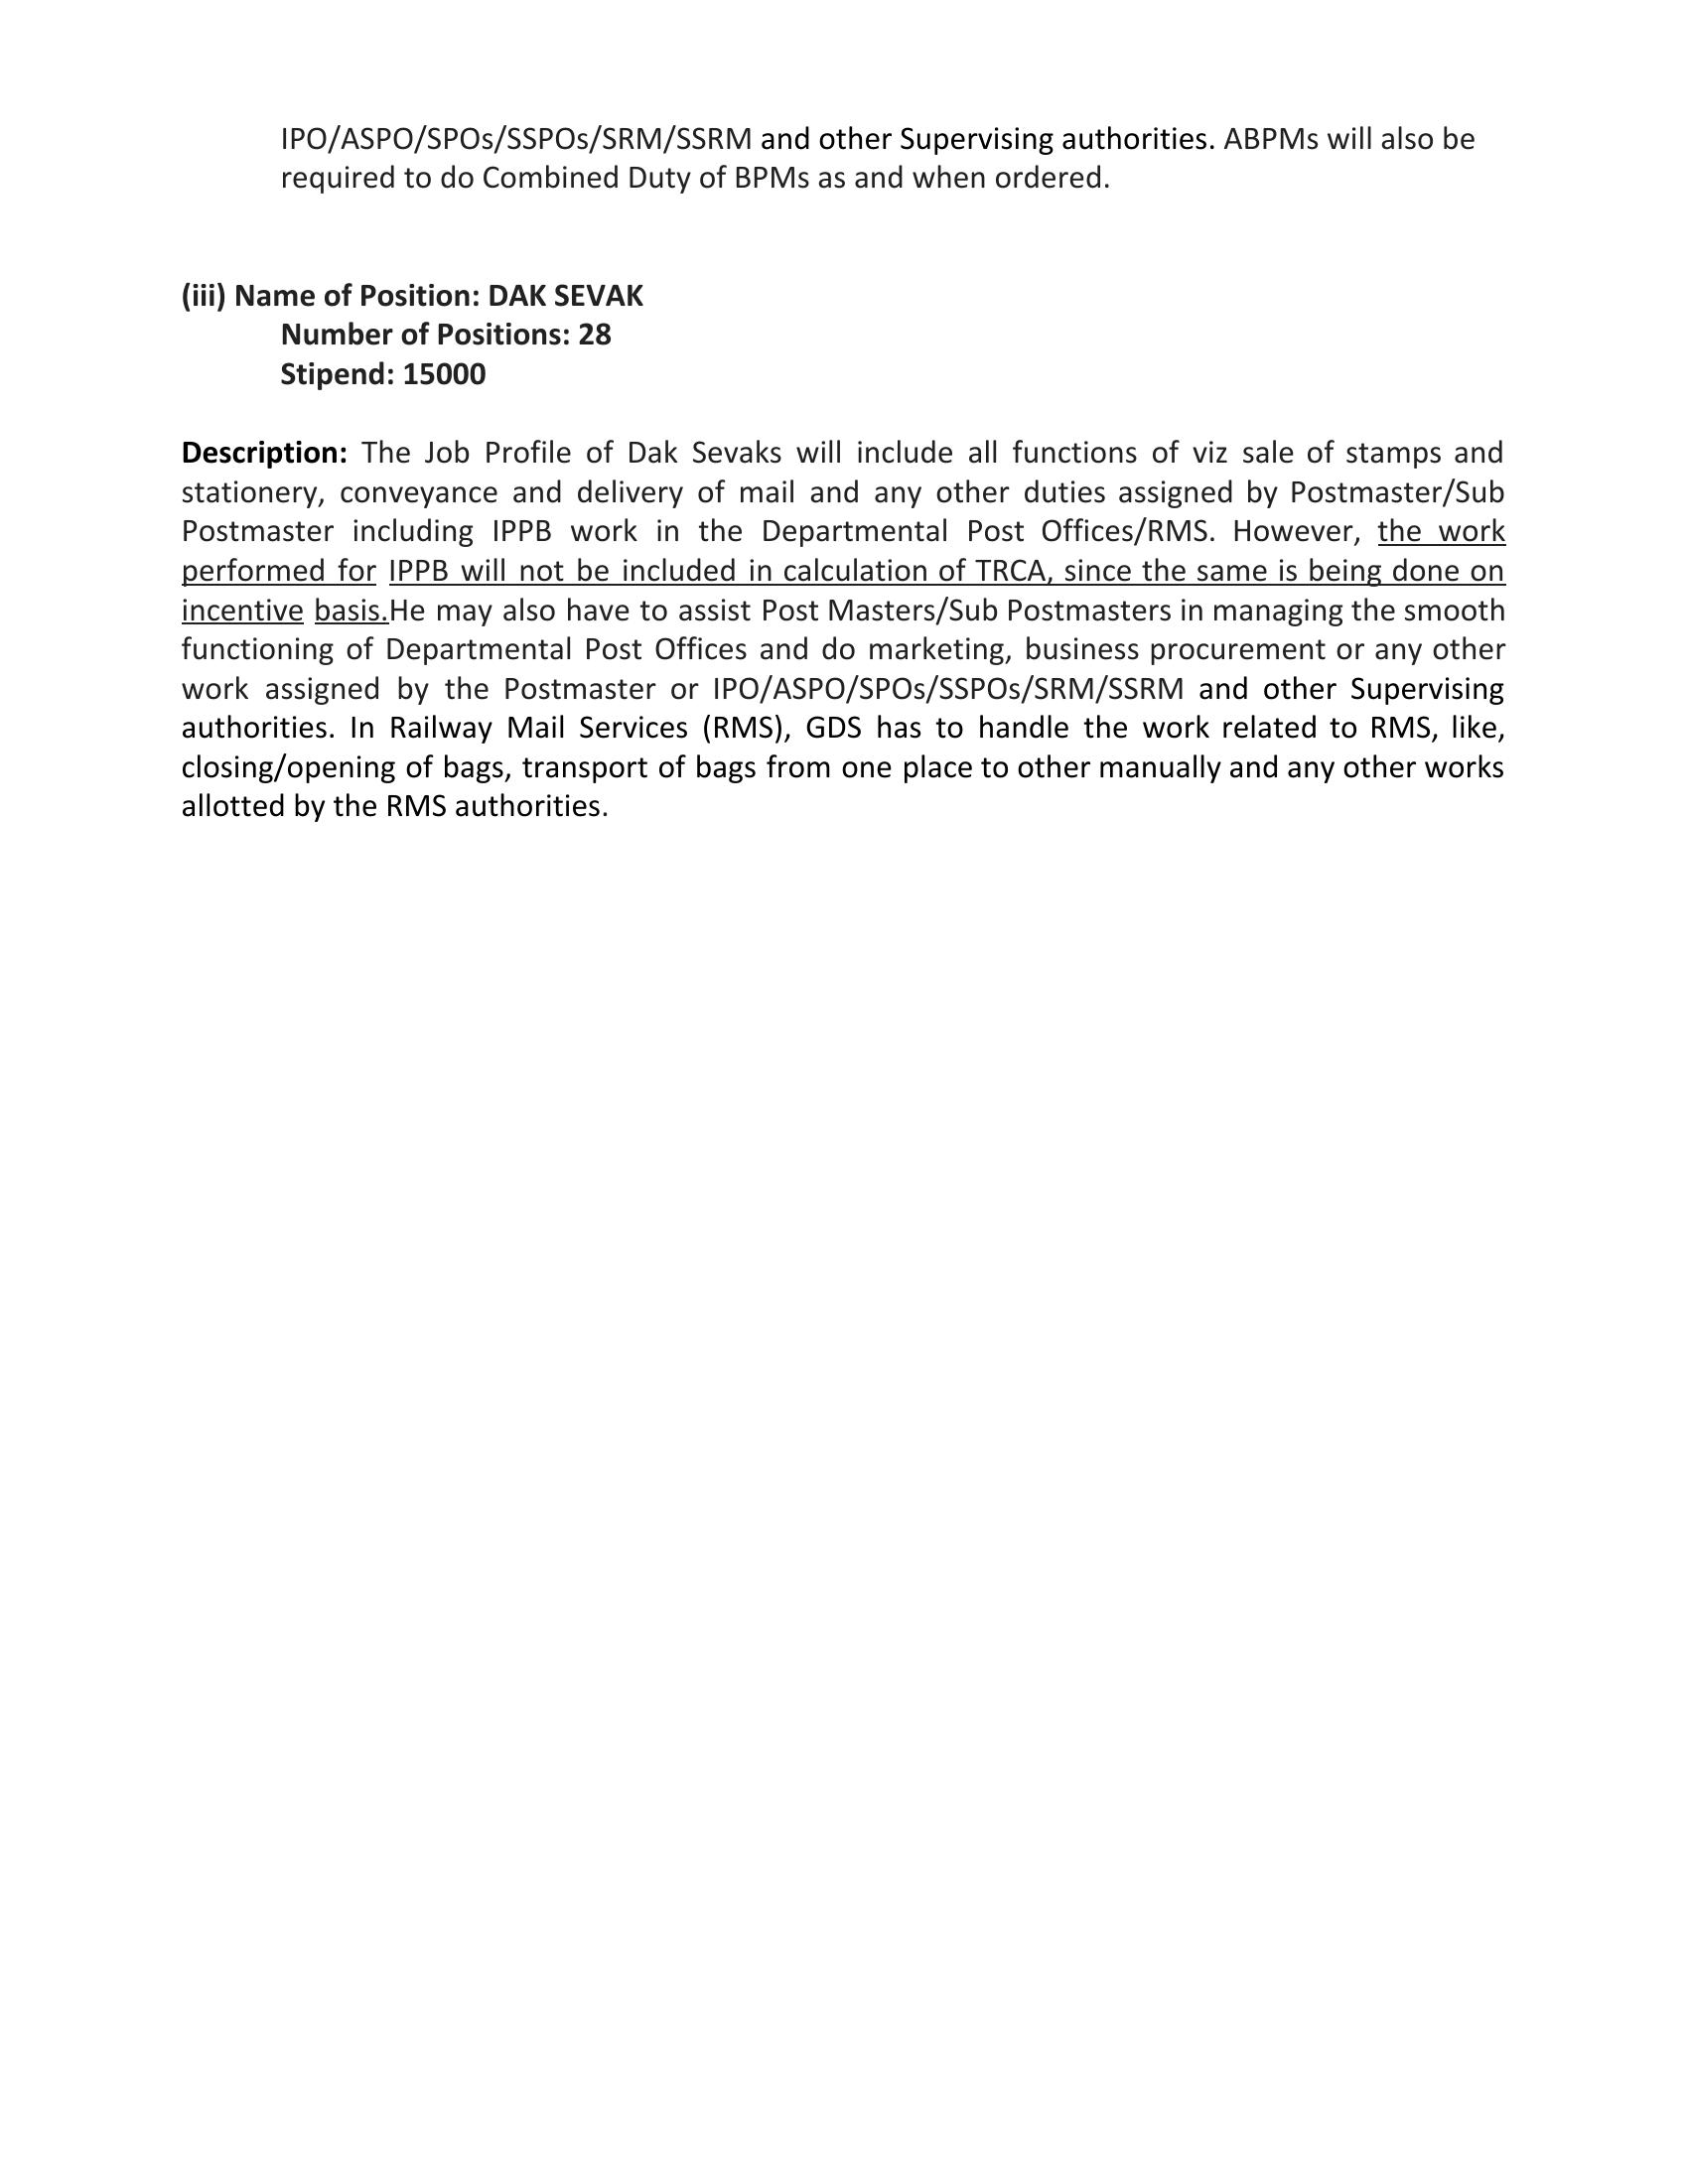 IPO/ASPO/SPOs/SSPOs/SRM/SSRM and other Supervising authorities. ABPMs will also be
required to do Combined Duty of BPMs as and when ordered.
(iii) Name of Position: DAK SEVAK
Number of Positions: 28
Stipend: 15000
Description: The Job Profile of Dak Sevaks will include all functions of viz sale of stamps and
stationery, conveyance and delivery of mail and any other duties assigned by Postmaster/Sub
Postmaster including IPPB work in the Departmental Post Offices/RMS. However, the work
performed for IPPB will not be included in calculation of TRCA, since the same is being done on
incentive basis.He may also have to assist Post Masters/Sub Postmasters in managing the smooth
functioning of Departmental Post Offices and do marketing, business procurement or any other
work assigned by the Postmaster or IPO/ASPO/SPOs/SSPOs/SRM/SSRM and other Supervising
authorities. In Railway Mail Services (RMS), GDS has to handle the work related to RMS, like,
closing/opening of bags, transport of bags from one place to other manually and any other works
allotted by the RMS authorities.